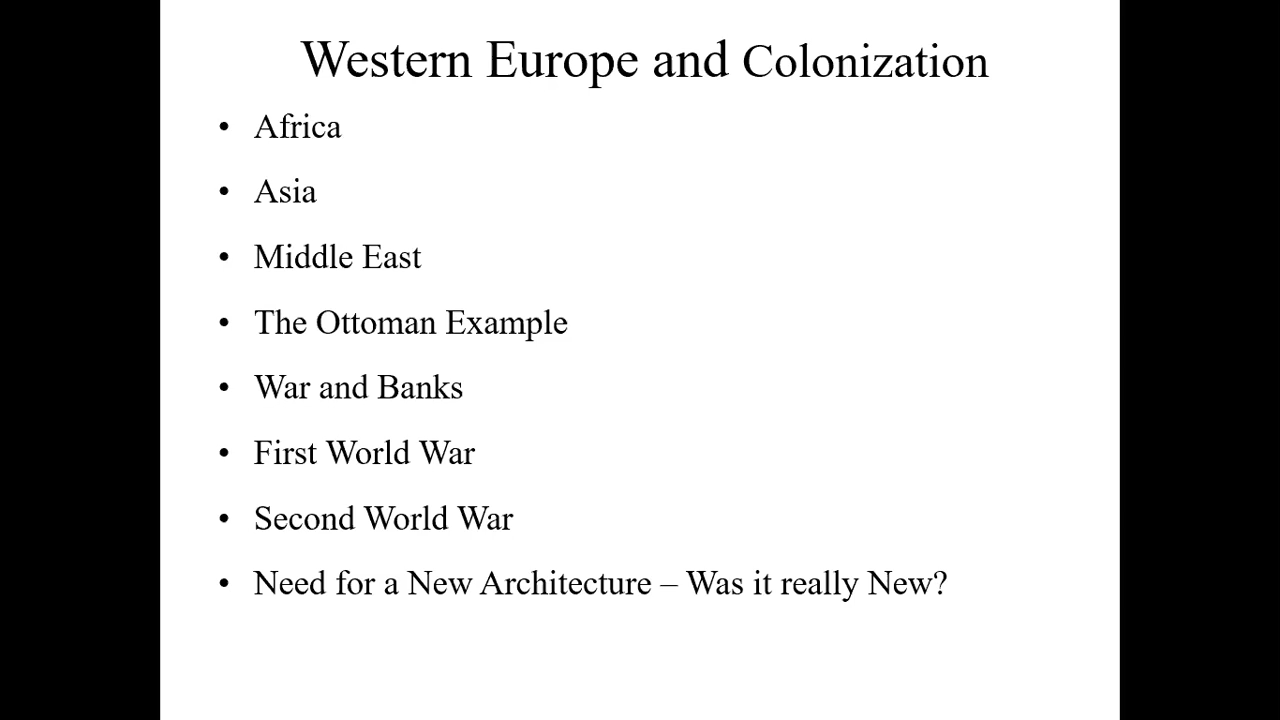 Western Europe and Colonization
• Africa
• Asia
• Middle East
• The Ottoman Example
• War and Banks
• First World War
• Second World War
• Need for a New Architecture – Was it really New?